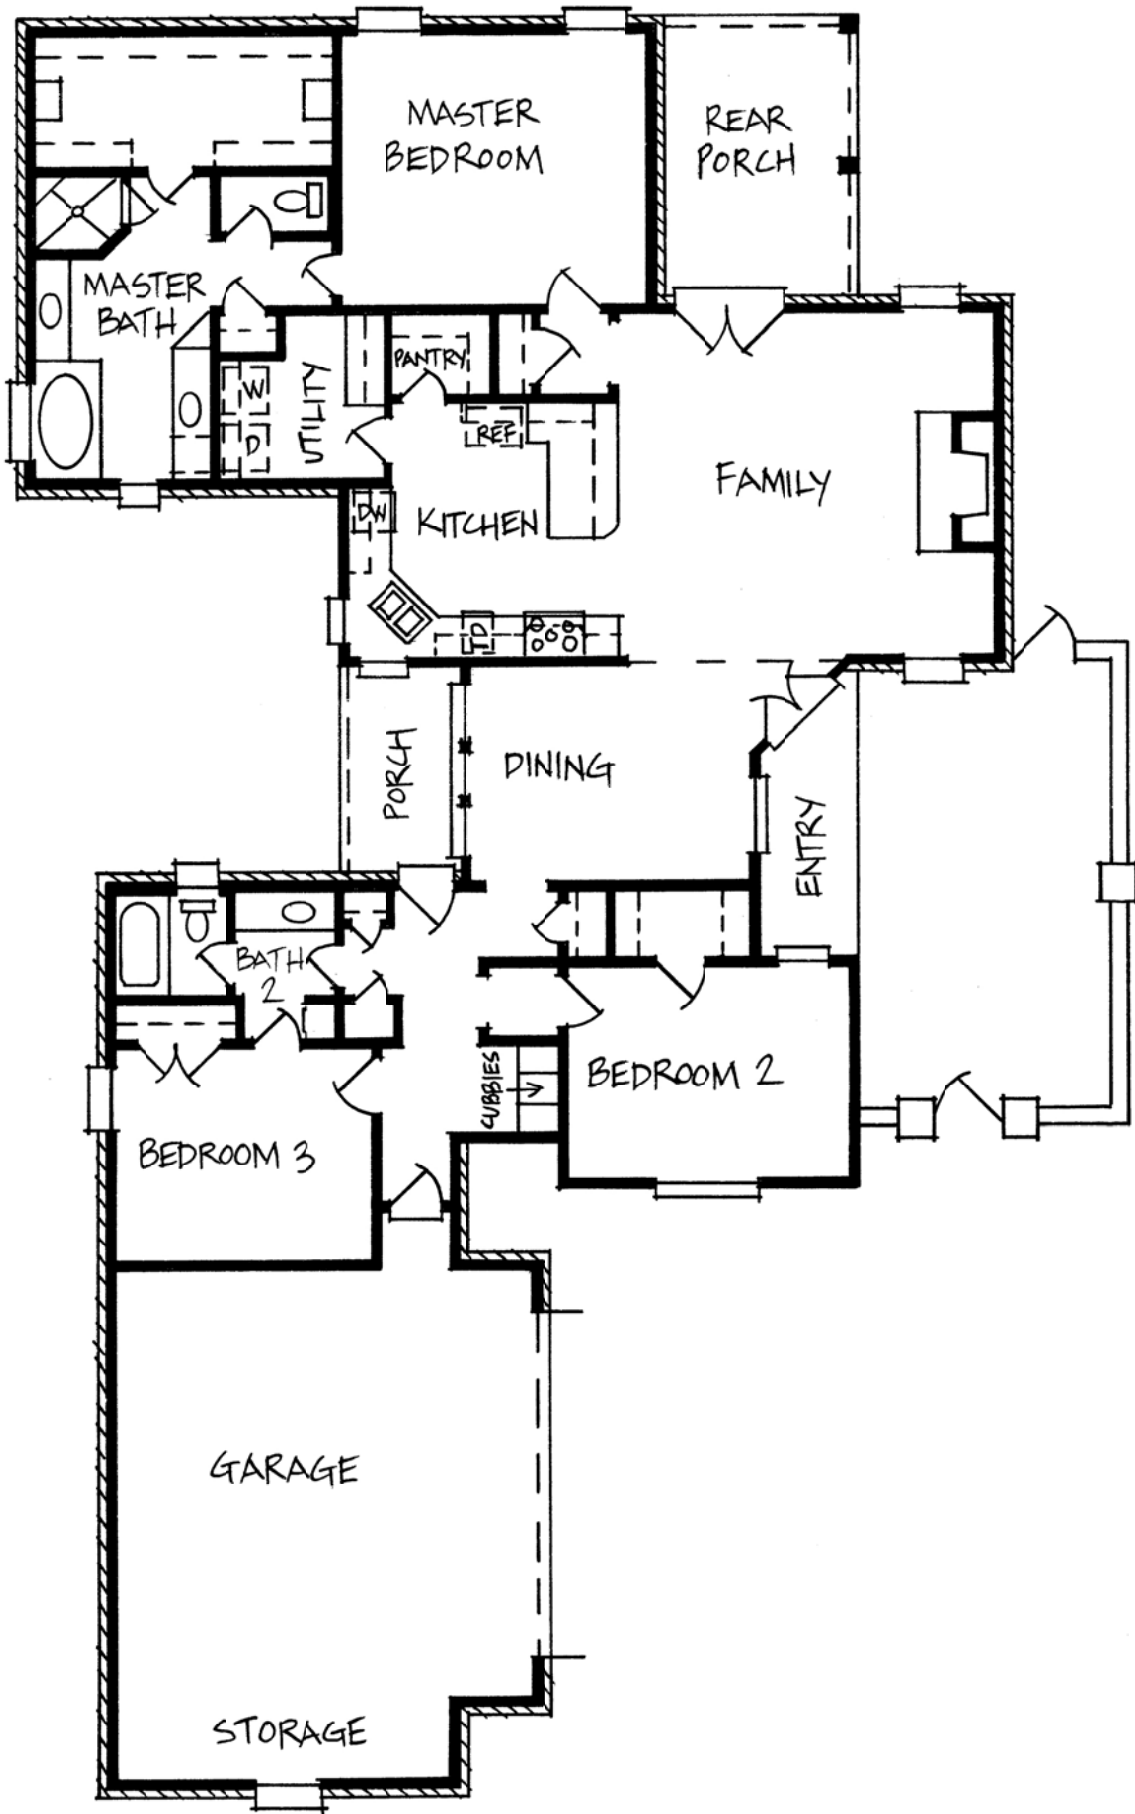 MASTER
BEDROOM
REAR
PORCH
MASTER
BATH
PANTRY
W
D
UTILITY
REF
FAMILY
DW
KITCHEN
TD
PORCH
DINING
ENTRY
BATH
2
CUBBIES
BEDROOM 2
BEDROOM 3
GARAGE
STORAGE